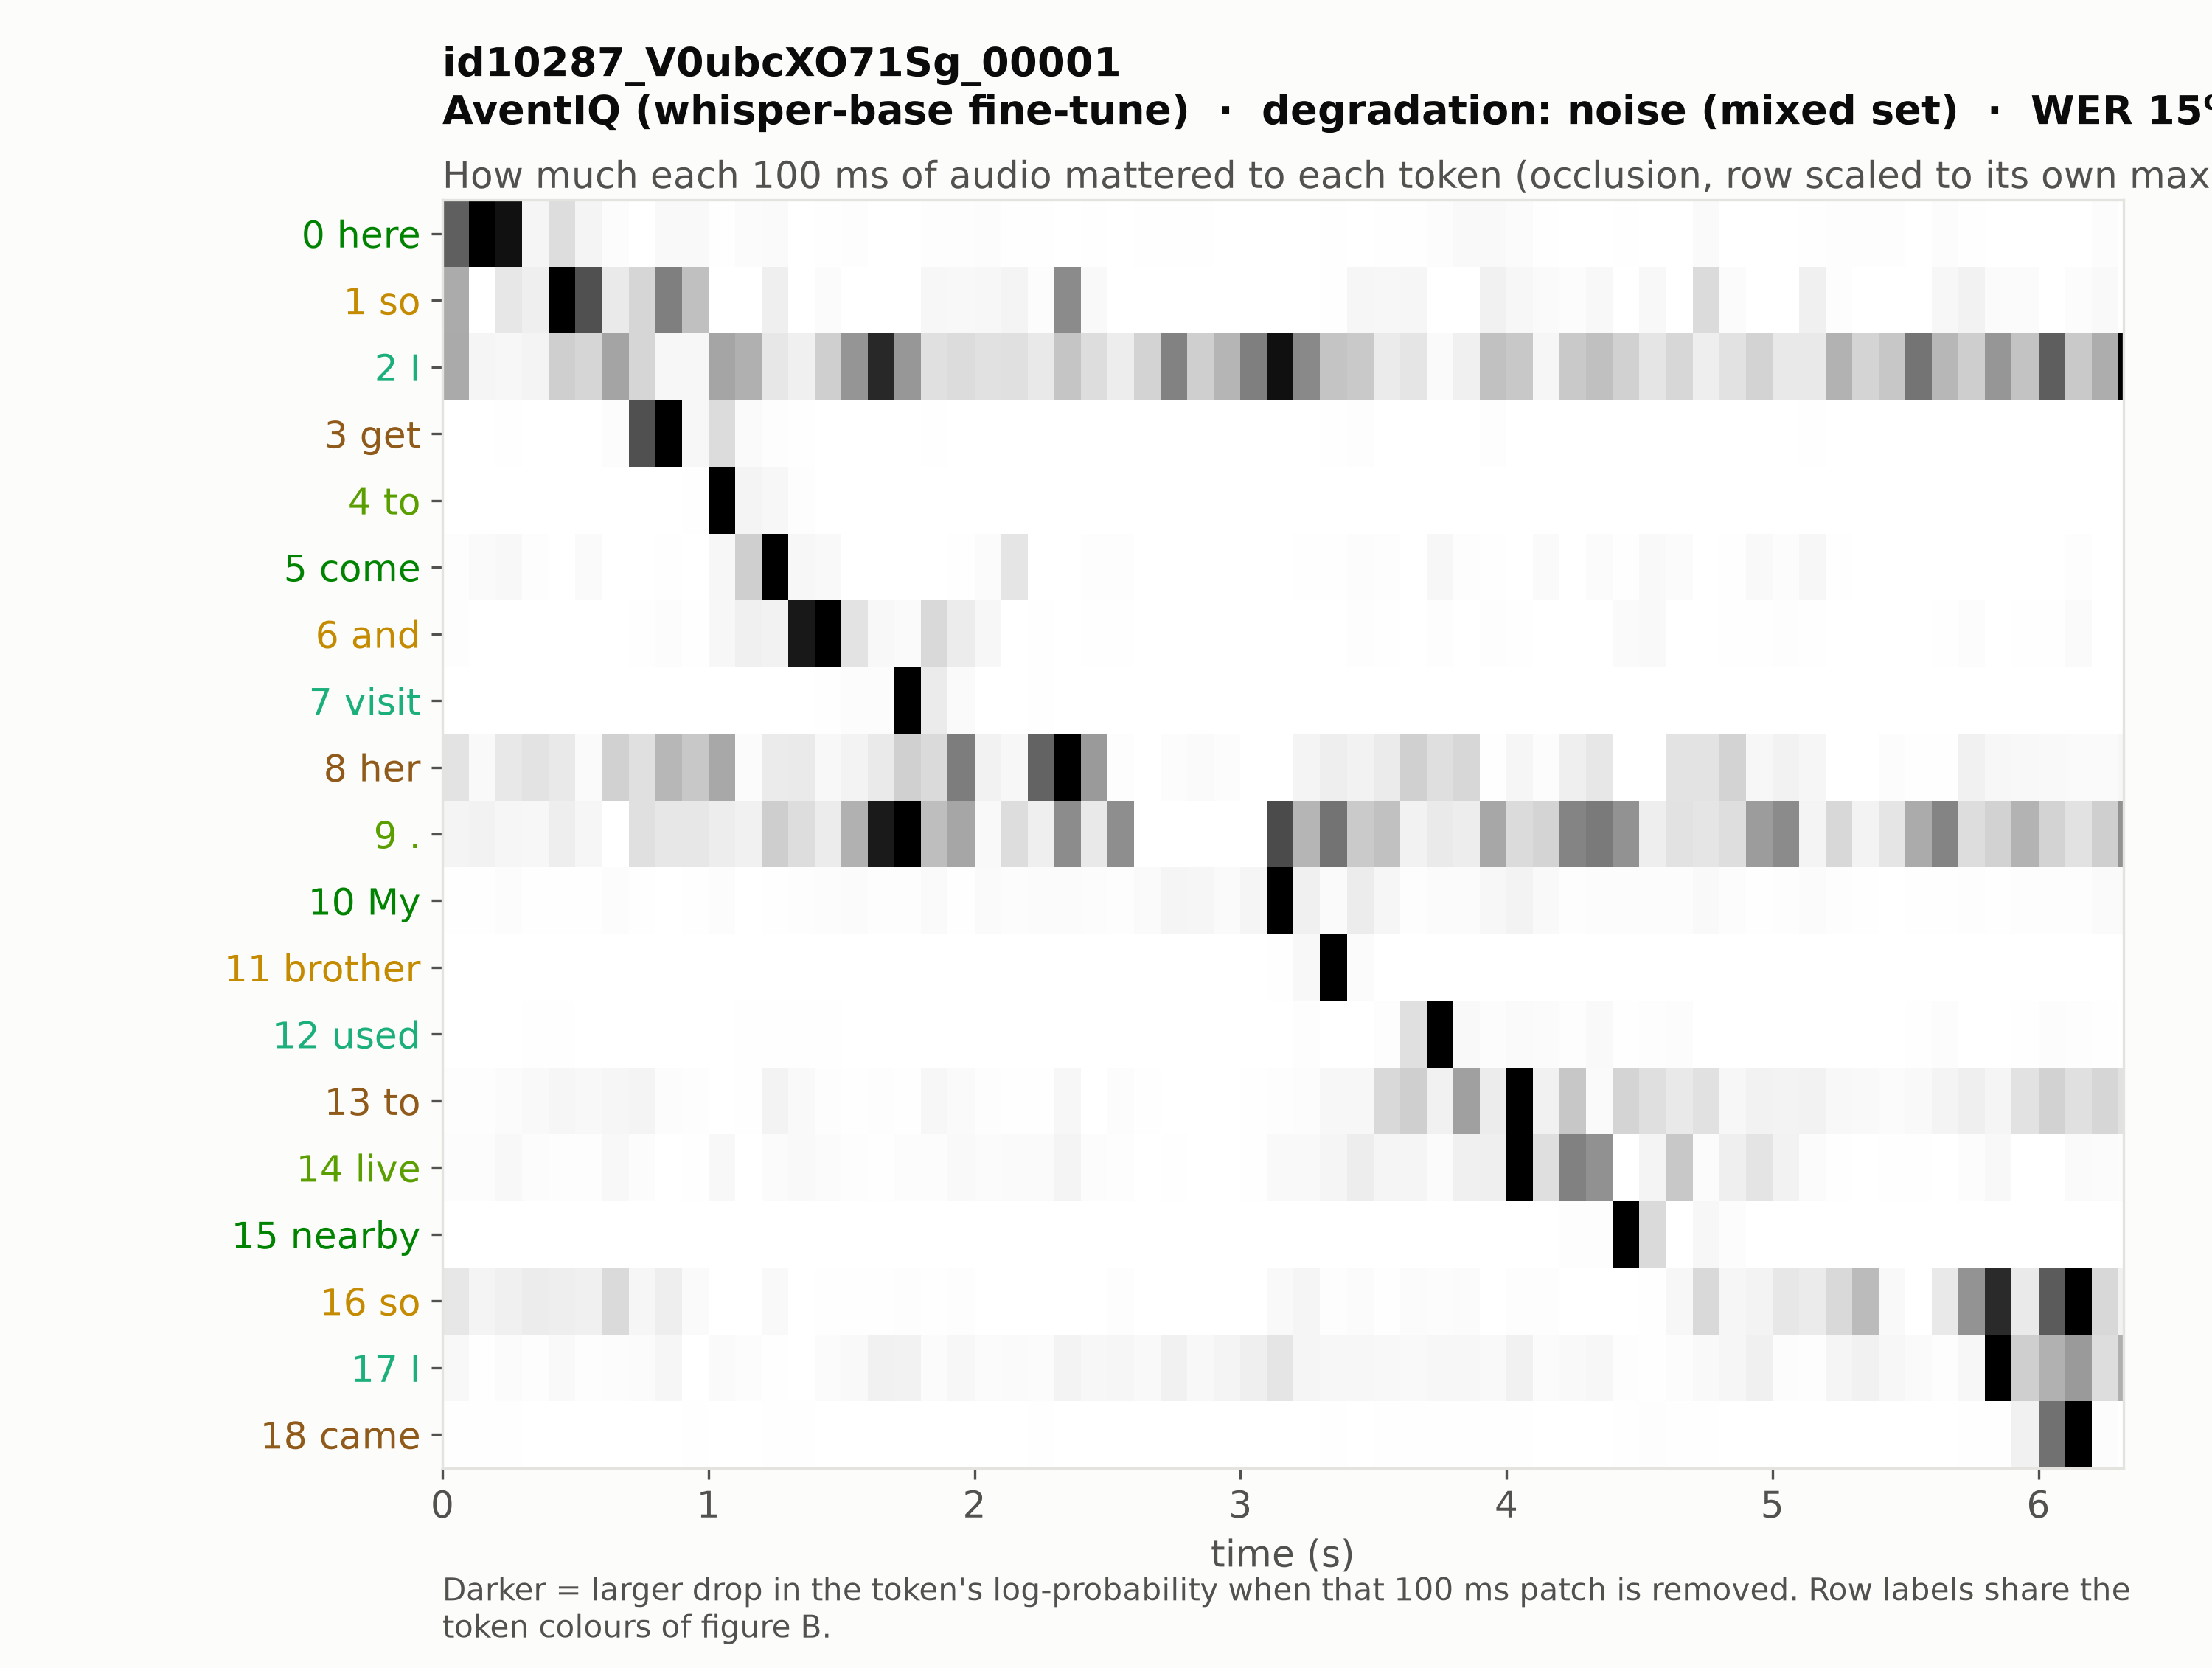 id10287_V0ubcXO71Sg_00001
AventIQ (whisper-base fine-tune) · degradation: noise (mixed set) · WER 15%
How much each 100 ms of audio mattered to each token (occlusion, row scaled to its own max
0 here
1 so
2 I
3 get
4 to
5 come
6 and
7 visit
8 her
9 .
10 My
11 brother
12 used
13 to
14 live
15 nearby
16 so
17 I
18 came
0 1 2 3 4 5 6
time (s)
Darker = larger drop in the token's log-probability when that 100 ms patch is removed. Row labels share the
token colours of figure B.